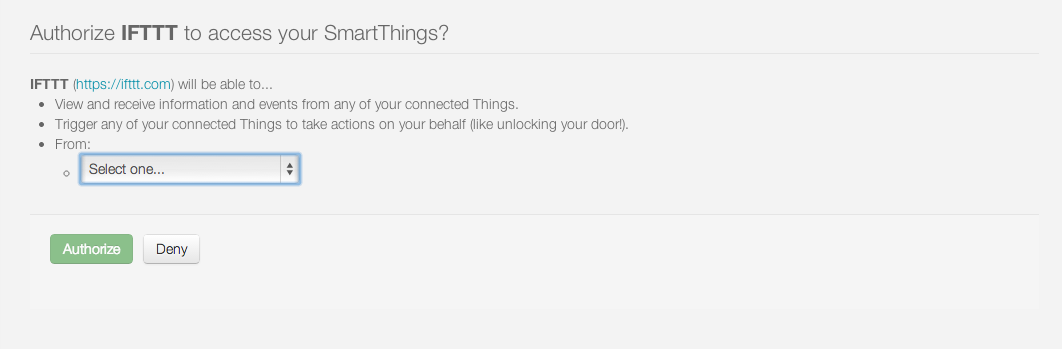 Authorize IFTTT to access your SmartThings?
IFTTT (https://ifttt.com) will be able to...
View and receive information and events from any of your connected Things.
Trigger any of your connected Things to take actions on your behalf (like unlocking your door!).
From:
Select one...
Authorize Deny